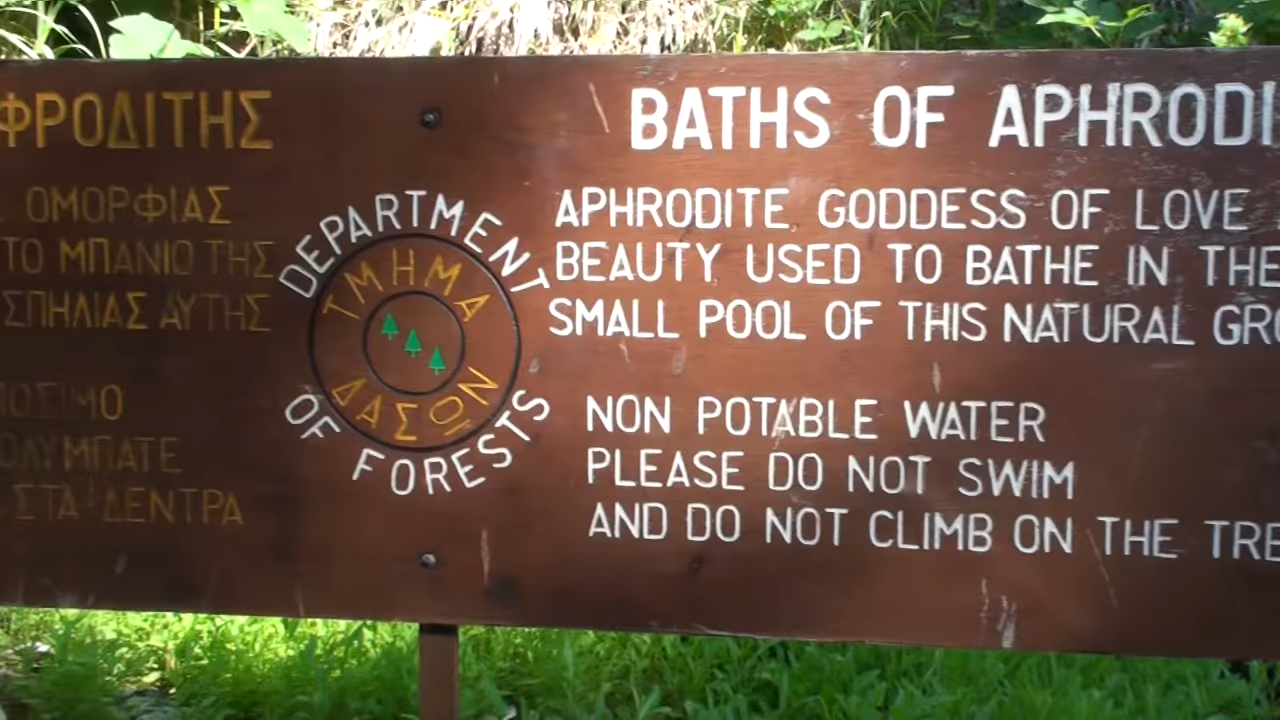 ΦΡΟΔΙΤΗΣ
ΟΜΟΡΦΙΑΣ
ΤΟ ΜΠΑΝΙΟ ΤΗΣ
ΣΠΗΛΙΑΣ ΑΥΤΗΣ
ΣΤΑ ΔΕΝΤΡΑ
DEPARTMENT
OF FORESTS
ΤΜΗΜΑ
ΔΑΣΩΝ
BATHS OF APHRODI
APHRODITE GODDESS OF LOVE
BEAUTY USED TO BATHE IN THE
SMALL POOL OF THIS NATURAL GRO
NON POTABLE WATER
PLEASE DO NOT SWIM
AND DO NOT CLIMB ON THE TREE